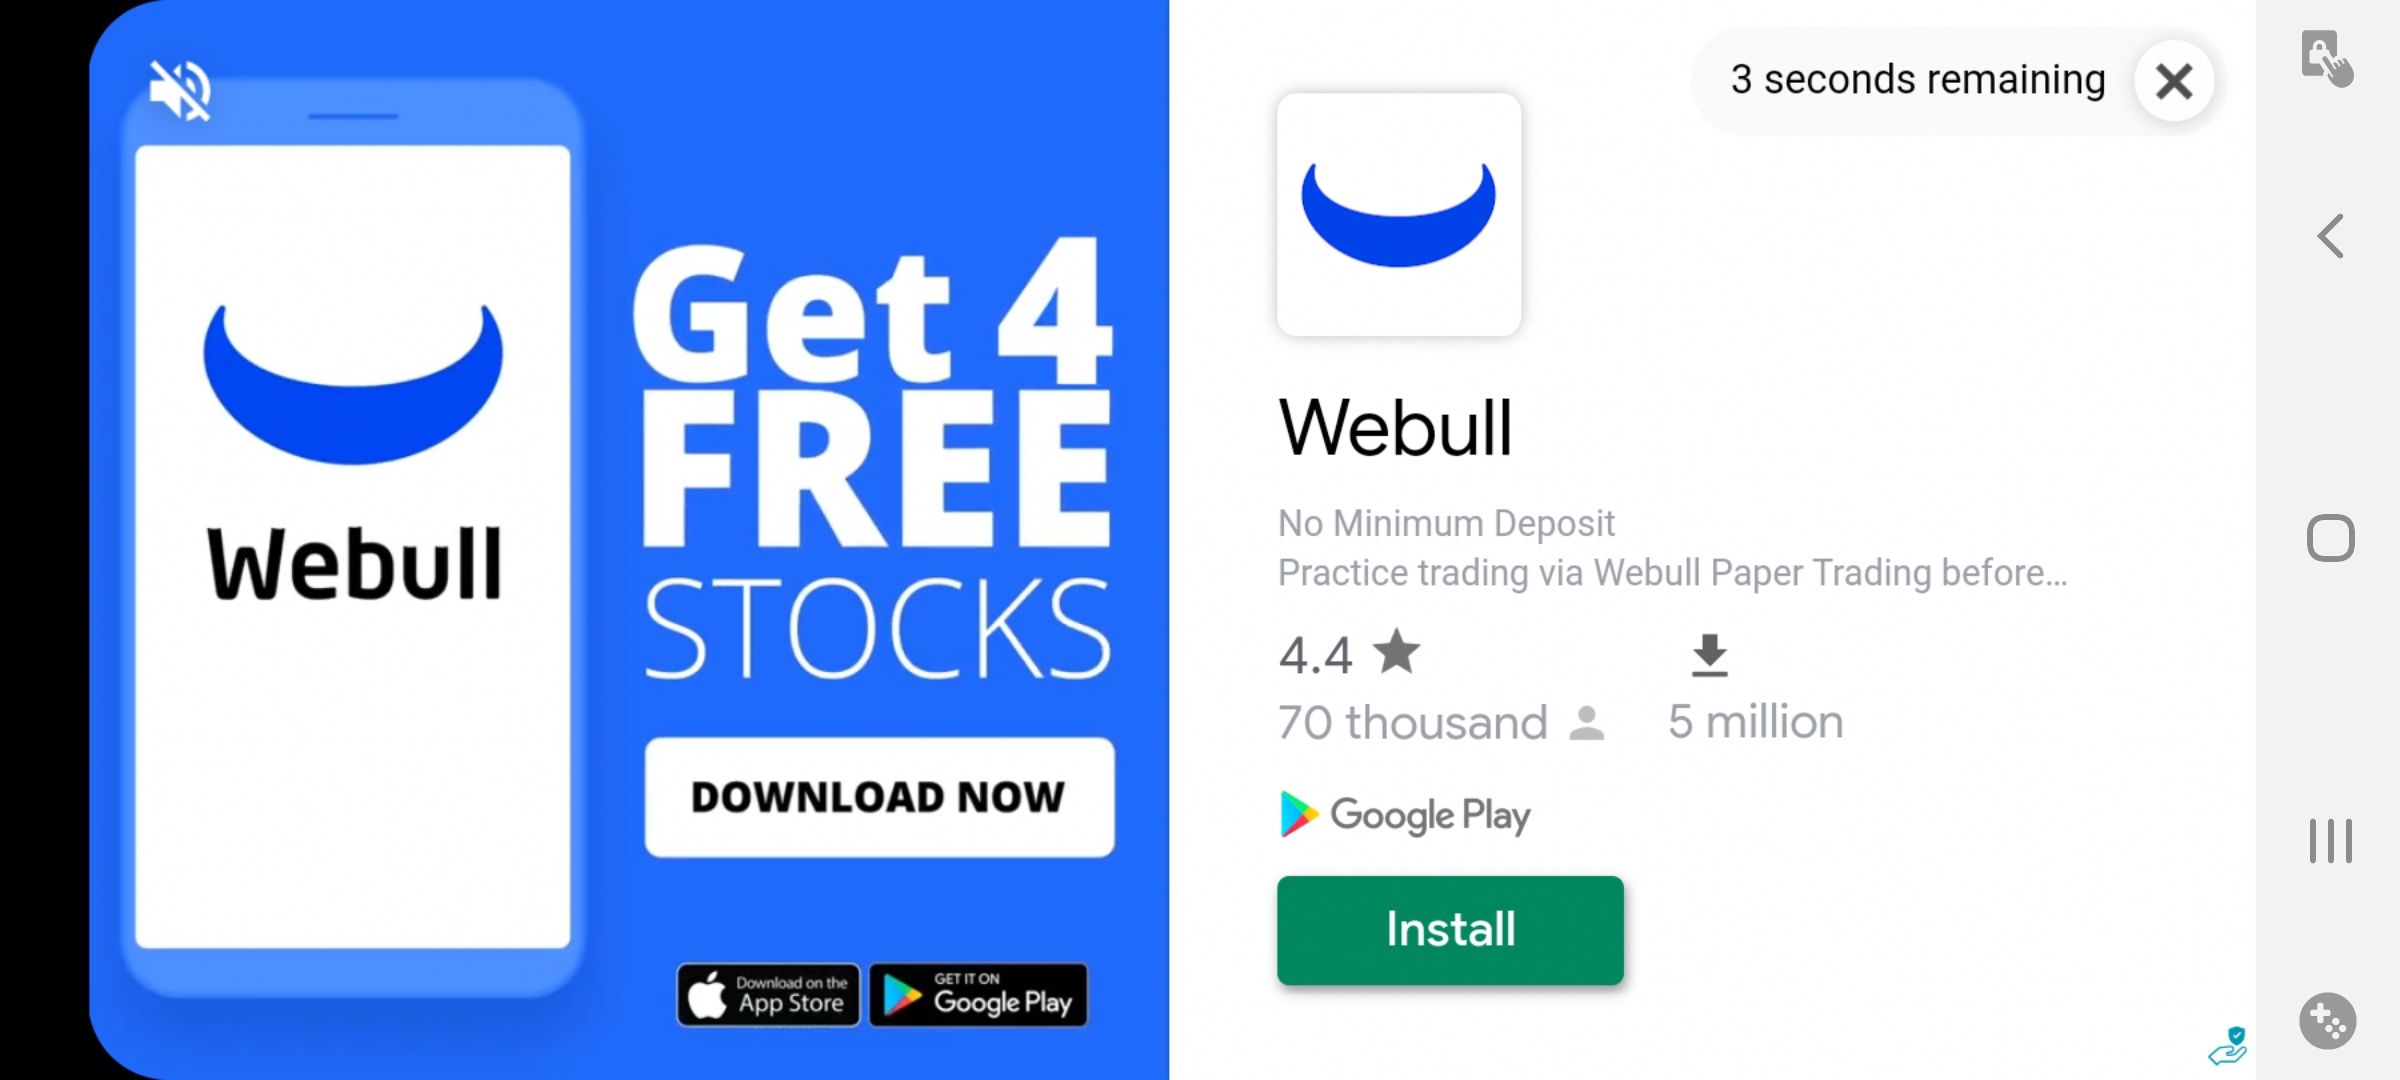 Webull
Get 4
FREE
STOCKS
DOWNLOAD NOW
Download on the
App Store
GET IT ON
Google Play
3 seconds remaining
Webull
No Minimum Deposit
Practice trading via Webull Paper Trading before...
4.4
70 thousand
5 million
Google Play
Install